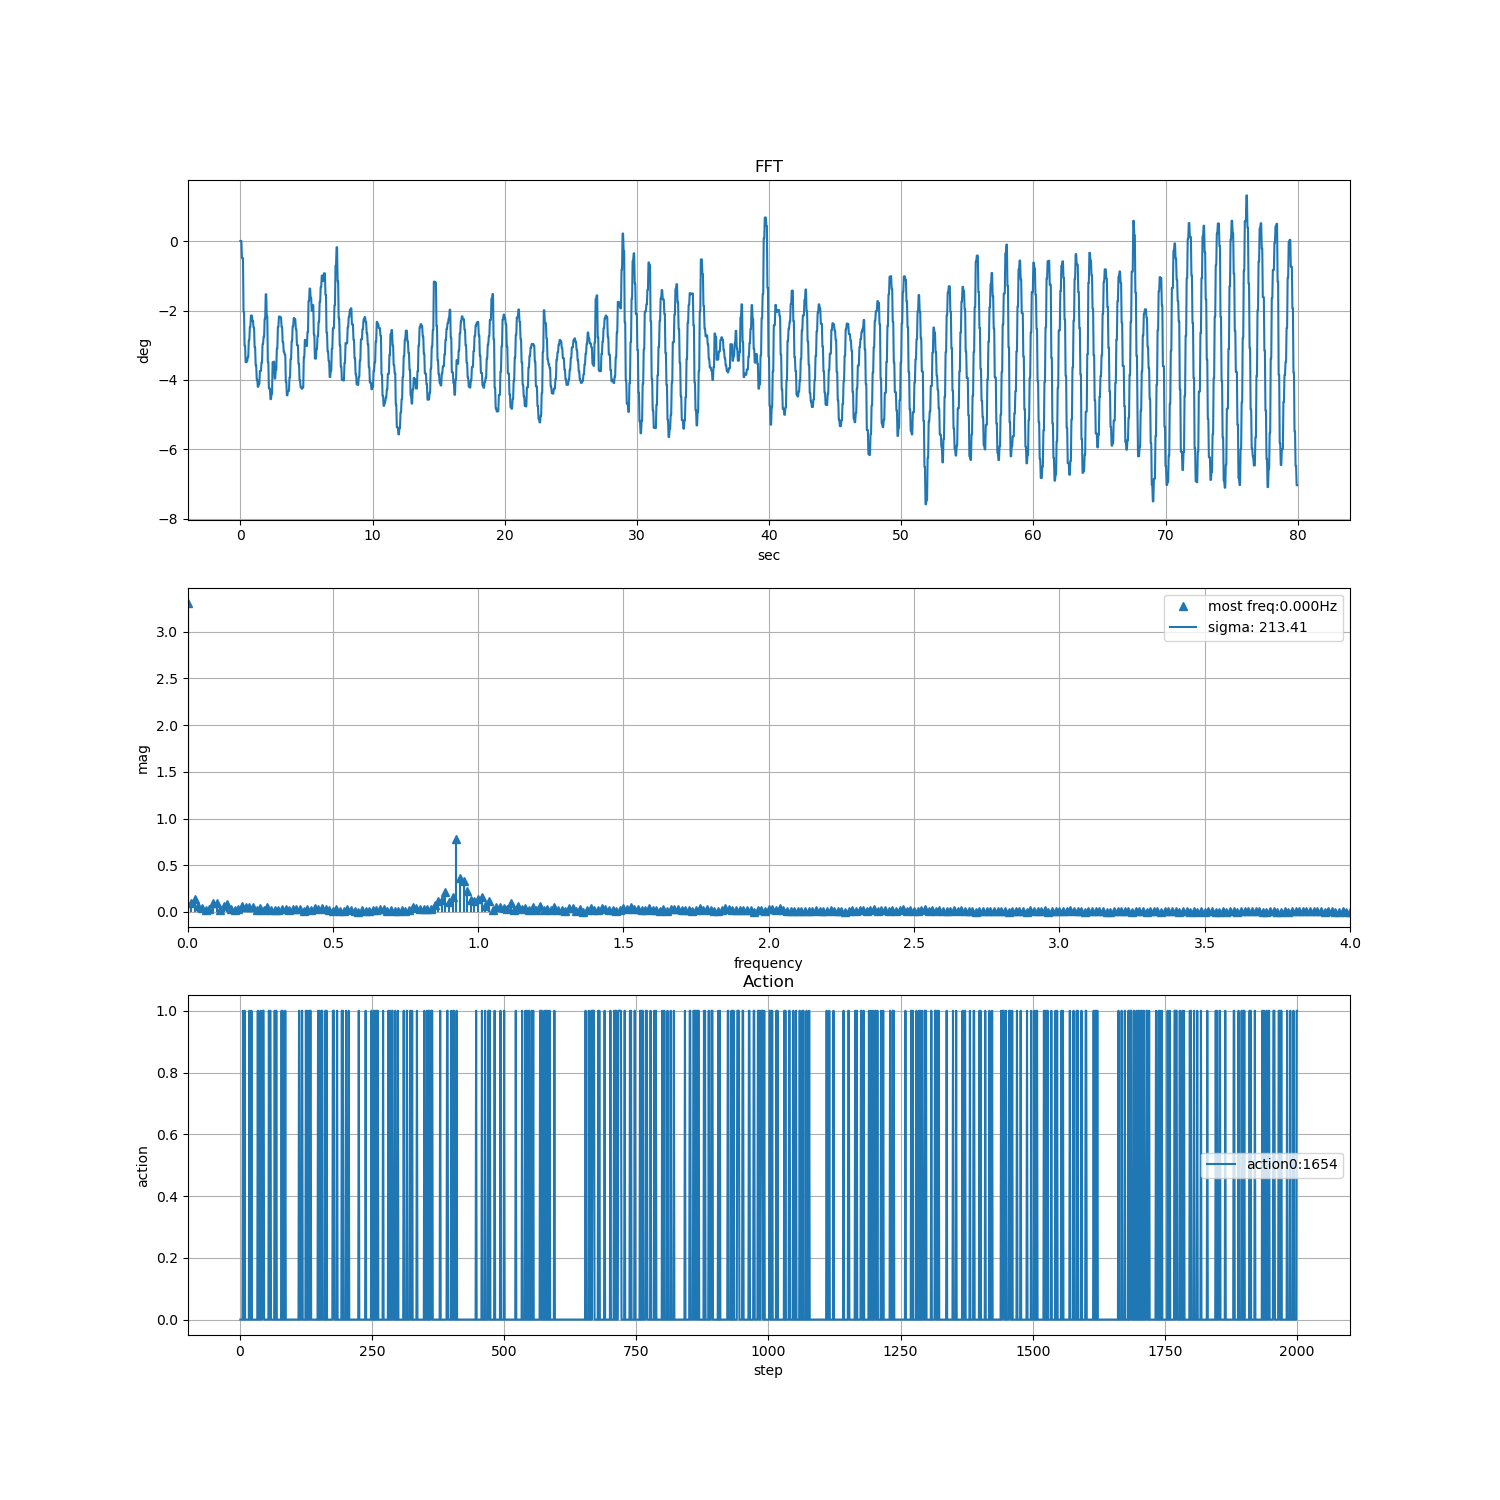 FFT
0
−2
−4
−6
−8
deg
0 10 20 30 40 50 60 70 80
sec
most freq:0.000Hz
sigma: 213.41
3.0
2.5
2.0
1.5
1.0
0.5
0.0
mag
0.0 0.5 1.0 1.5 2.0 2.5 3.0 3.5 4.0
frequency
Action
1.0
0.8
0.6
0.4
0.2
0.0
action
action0:1654
0 250 500 750 1000 1250 1500 1750 2000
step